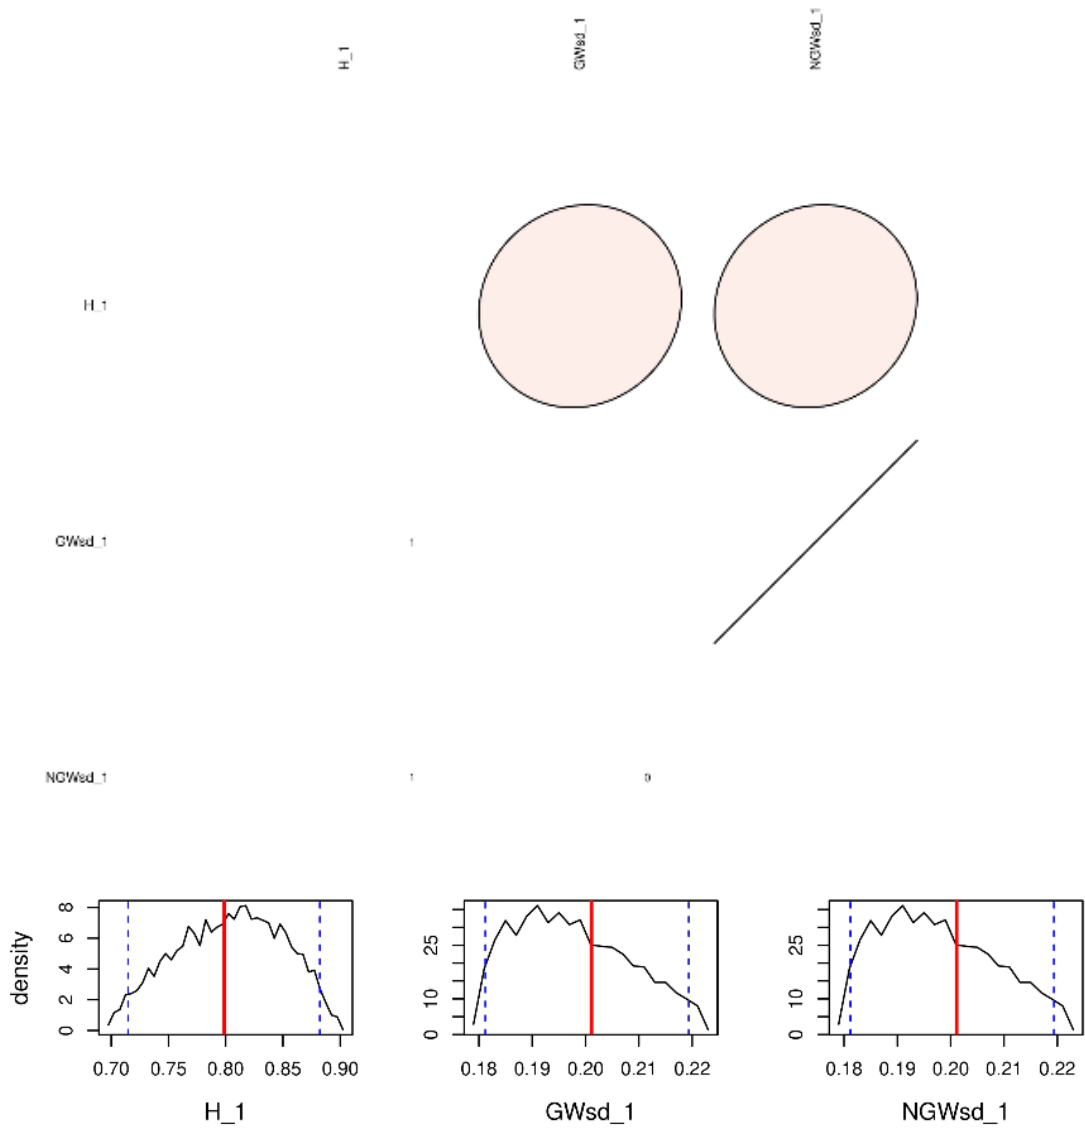 H_1 GWsd_1 NGWsd_1
H_1
GWsd_1 1
NGWsd_1 1 0
density
0 2 4 6 8
0.70 0.75 0.80 0.85 0.90
H_1
0 10 25
0.18 0.19 0.20 0.21 0.22
GWsd_1
0 10 25
0.18 0.19 0.20 0.21 0.22
NGWsd_1